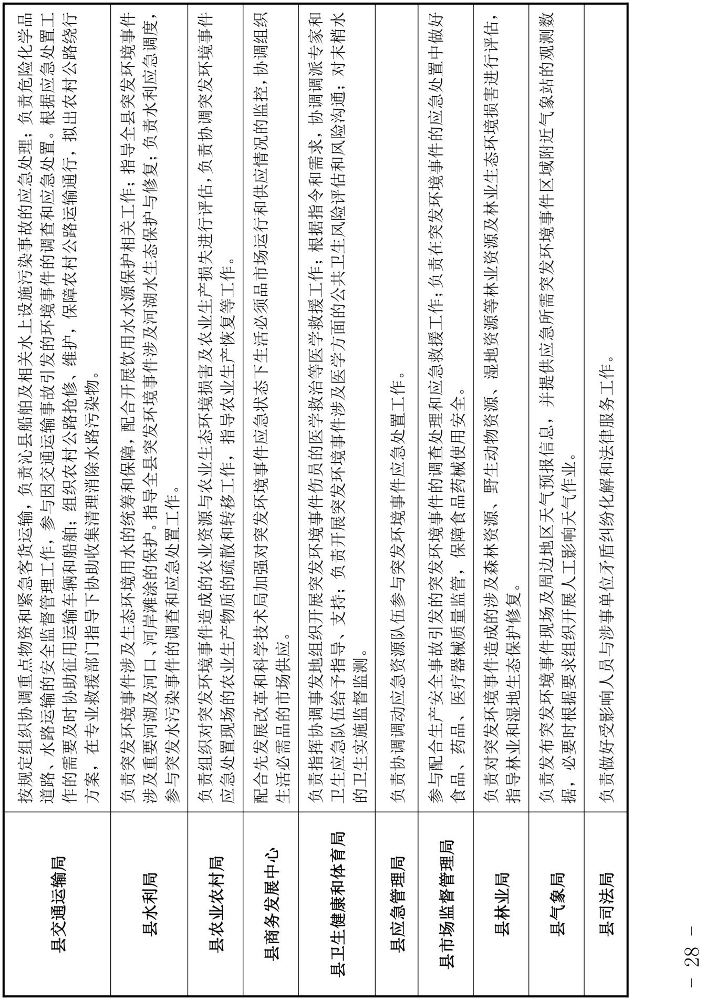 县交通运输局
按规定组织协调重点物资和紧急客货运输，负责沁县船舶及相关水上设施污染事故的应急处理；负责危险化学品
道路、水路运输的安全监督管理工作，参与因交通运输事故引发的环境事件的调查和应急处置。根据应急处置工
作的需要及时协助征用运输车辆和船舶；组织农村公路抢修、维护，保障农村公路运输通行，拟出农村公路绕行
方案，在专业救援部门指导下协助收集清理消除水路污染物。
县水利局
负责突发环境事件涉及生态环境用水的统筹和保障，配合开展饮用水水源保护相关工作；指导全县突发环境事件
涉及重要河湖及河口、河岸滩涂的保护。指导全县突发环境事件涉及河湖水生态保护与修复；负责水利应急调度，
参与突发水污染事件的调查和应急处置工作。
县农业农村局
负责组织对突发环境事件造成的农业资源与农业生态环境损害及农业生产损失进行评估，负责协调突发环境事件
应急处置现场的农业生产物质的疏散和转移工作，指导农业生产恢复等工作。
县商务发展中心
配合先发展改革和科学技术局加强对突发环境事件应急状态下生活必须品市场运行和供应情况的监控，协调组织
生活必需品的市场供应。
县卫生健康和体育局
负责指挥协调事发地组织开展突发环境事件伤员的医学救治等医学救援工作；根据指令和需求，协调调派专家和
卫生应急队伍给予指导、支持；负责开展突发环境事件涉及医学方面的公共卫生风险评估和风险沟通；对末梢水
的卫生实施监督监测。
县应急管理局
负责协调调动应急资源队伍参与突发环境事件应急处置工作。
县市场监督管理局
参与配合生产安全事故引发的突发环境事件的调查处理和应急救援工作；负责在突发环境事件的应急处置中做好
食品、药品、医疗器械质量监管，保障食品药械使用安全。
县林业局
负责对突发环境事件造成的涉及森林资源、野生动物资源、湿地资源等林业资源及林业生态环境损害进行评估，
指导林业和湿地生态保护修复。
县气象局
负责发布突发环境事件现场及周边地区天气预报信息，并提供应急所需突发环境事件区域附近气象站的观测数
据，必要时根据要求组织开展人工影响天气作业。
县司法局
负责做好受影响人员与涉事单位矛盾纠纷化解和法律服务工作。
- 28 -